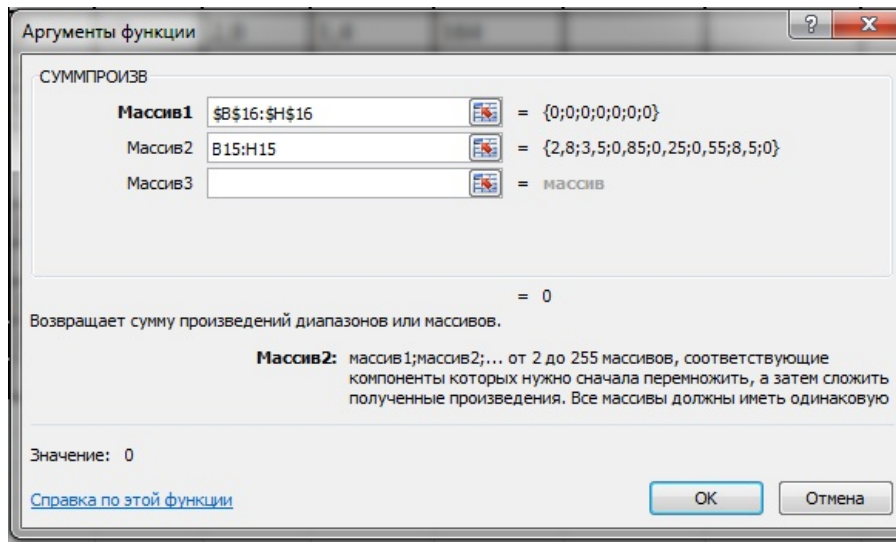 Аргументы функции
СУММПРОИЗВ
Массив1 $B$16:$H$16 = {0;0;0;0;0;0;0}
Массив2 B15:H15 = {2,8;3,5;0,85;0,25;0,55;8,5;0}
Массив3 = массив
= 0
Возвращает сумму произведений диапазонов или массивов.
Массив2: массив1;массив2;... от 2 до 255 массивов, соответствующие
компоненты которых нужно сначала перемножить, а затем сложить
полученные произведения. Все массивы должны иметь одинаковую
Значение: 0
Справка по этой функции
ОК
Отмена